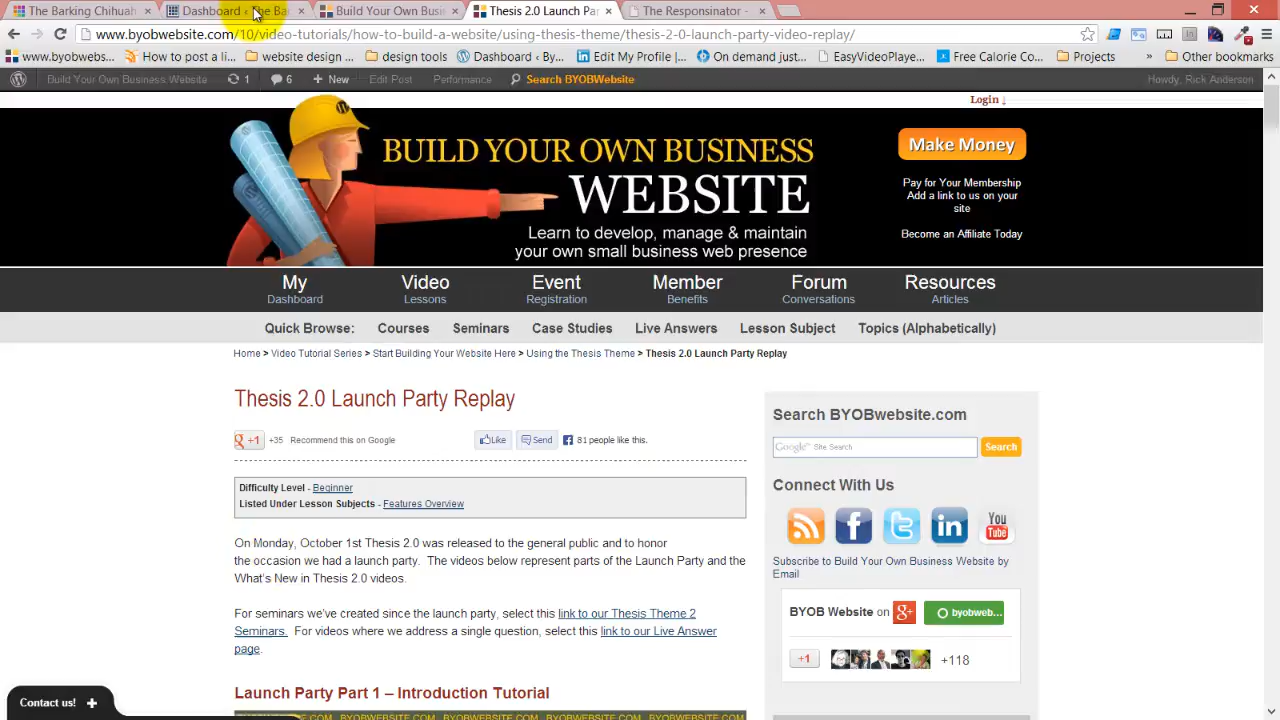 The Barking Chihuah
Dashboard ‹ The Ba
Build Your Own Busin
Thesis 2.0 Launch Par
The Responsinator -
www.byobwebsite.com/10/video-tutorials/how-to-build-a-website/using-thesis-theme/thesis-2-0-launch-party-video-replay/
www.byobwebs...
How to post a li...
website design ...
design tools
Dashboard ‹ By...
Edit My Profile |...
On demand just...
EasyVideoPlaye...
Free Calorie Co...
Projects
»
Other bookmarks
Build Your Own Business Website
1
6
+ New
Edit Post
Performance
Search BYOBWebsite
Howdy, Rick Anderson
Login ↓
BUILD YOUR OWN BUSINESS
WEBSITE
Learn to develop, manage & maintain
your own small business web presence
Make Money
Pay for Your Membership
Add a link to us on your
site
Become an Affiliate Today
My
Dashboard
Video
Lessons
Event
Registration
Member
Benefits
Forum
Conversations
Resources
Articles
Quick Browse: Courses Seminars Case Studies Live Answers Lesson Subject Topics (Alphabetically)
Home > Video Tutorial Series > Start Building Your Website Here > Using the Thesis Theme > Thesis 2.0 Launch Party Replay
Thesis 2.0 Launch Party Replay
+1 +35 Recommend this on Google
Like Send 81 people like this.
Difficulty Level - Beginner
Listed Under Lesson Subjects - Features Overview
On Monday, October 1st Thesis 2.0 was released to the general public and to honor
the occasion we had a launch party. The videos below represent parts of the Launch Party and the
What's New in Thesis 2.0 videos.
For seminars we've created since the launch party, select this link to our Thesis Theme 2
Seminars. For videos where we address a single question, select this link to our Live Answer
page.
Launch Party Part 1 – Introduction Tutorial
Search BYOBwebsite.com
Google™ Site Search
Search
Connect With Us
You
Tube
Subscribe to Build Your Own Business Website by
Email
BYOB Website on g+ byobweb...
+1 +118
Contact us! +